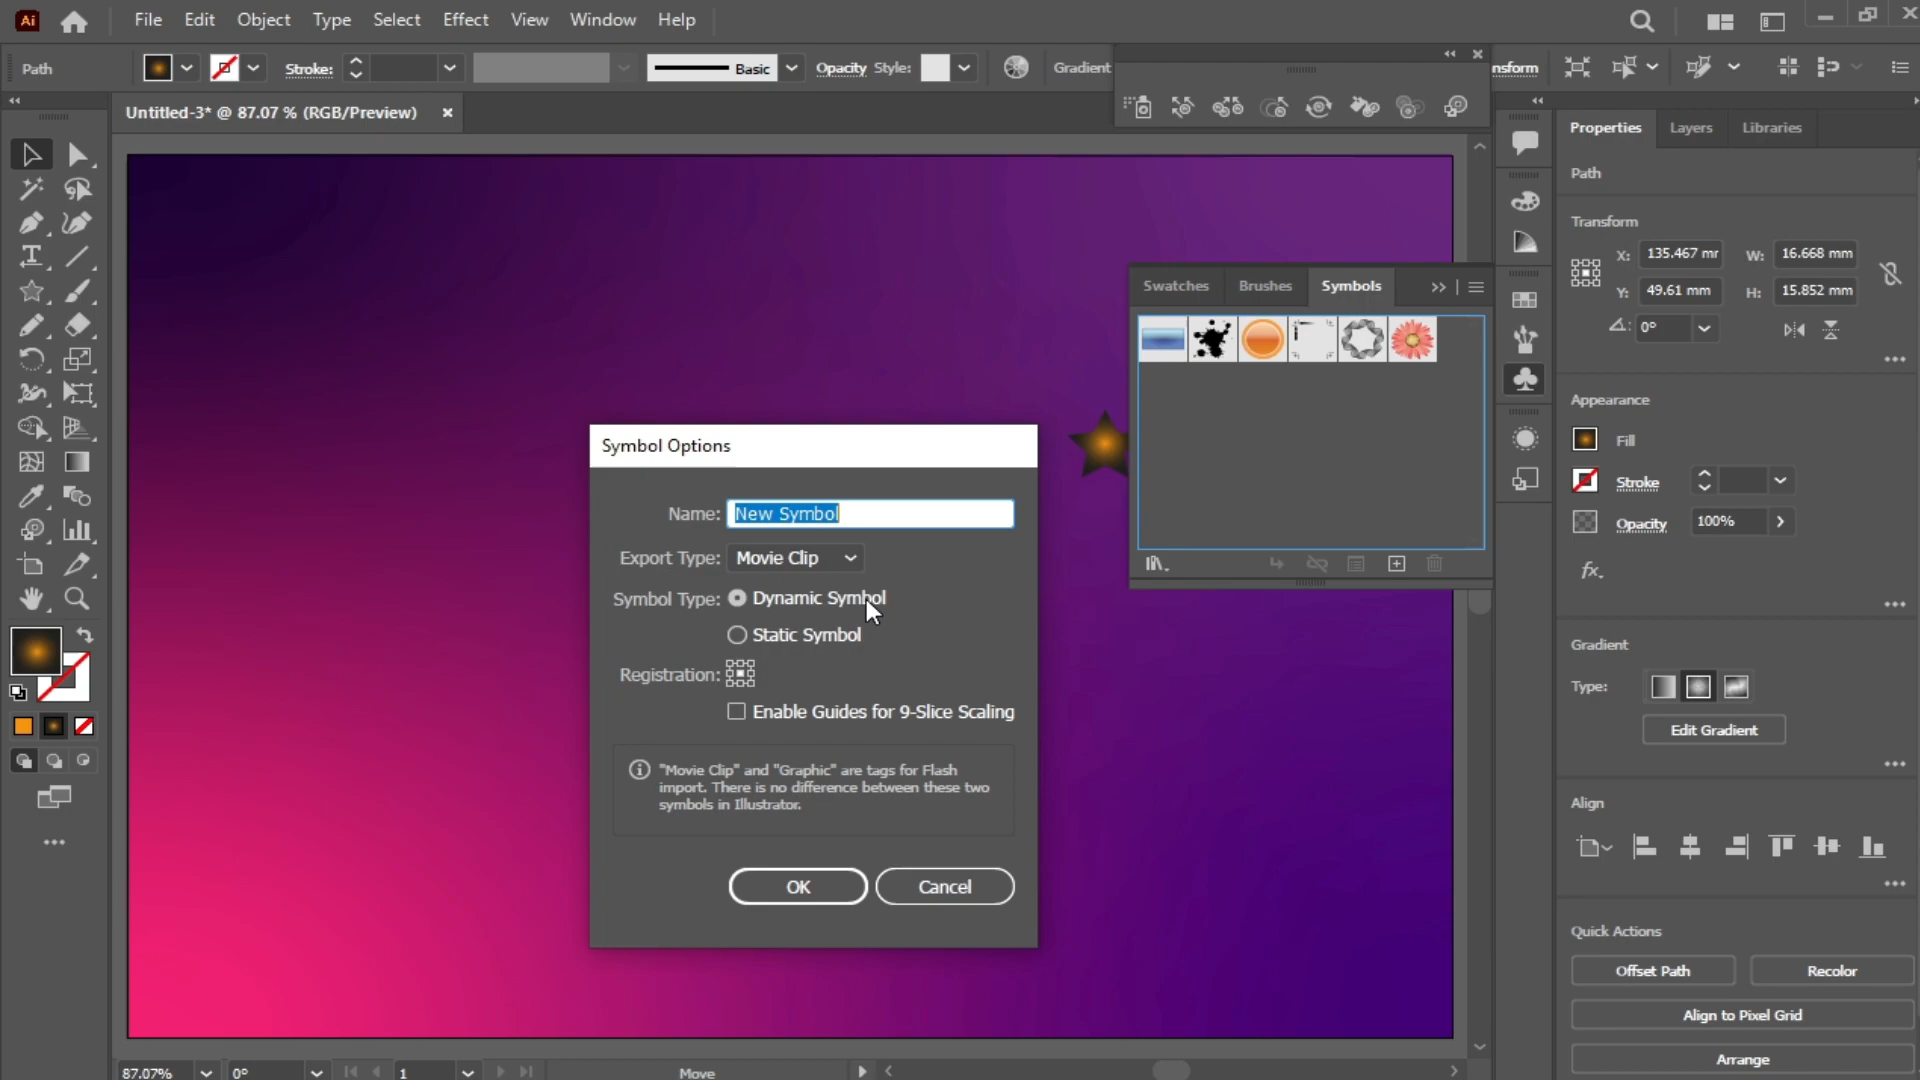 Ai File Edit Object Type Select Effect View Window Help
Path Stroke: Basic Opacity Style: Gradient nsform
Untitled-3* @ 87.07 % (RGB/Preview)
Properties Layers Libraries
Path
Transform
X: 135.467 mr W: 16.668 mm
Y: 49.61 mm H: 15.852 mm
0°
Swatches Brushes Symbols
Appearance
Fill
Stroke
Opacity 100%
fx.
Symbol Options
Name: New Symbol
Export Type: Movie Clip
Symbol Type: Dynamic Symbol
Static Symbol
Registration:
Enable Guides for 9-Slice Scaling
"Movie Clip" and "Graphic" are tags for Flash
import. There is no difference between these two
symbols in Illustrator.
OK Cancel
Gradient
Type:
Edit Gradient
Align
Quick Actions
Offset Path Recolor
Align to Pixel Grid
Arrange
87.07% 0° 1 Move